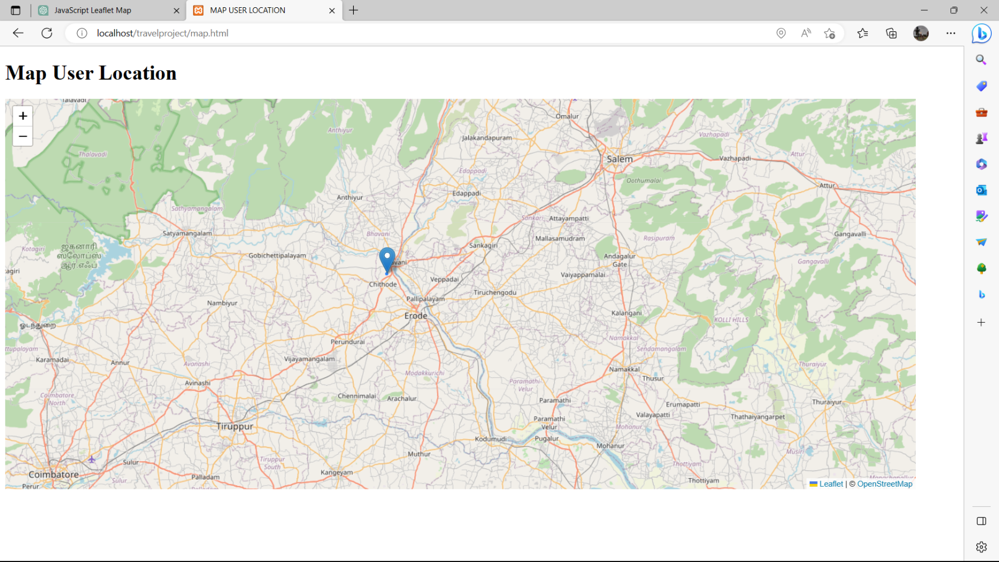 JavaScript Leaflet Map
MAP USER LOCATION
localhost/travelproject/map.html
Map User Location
Talavadi
+
−
Omalur
Anthiyur
Jalakandapuram
Vazhapadi
Thalavadi
Attur
Salem
Vazhapadi
Edappadi
Oothumalai
Attur
Edappadi
Anthiyur
Sathyamangalam
Sankari
Attayampatti
Satyamangalam
Bhavani
Mallasamudram
Rasipuram
Gangavalli
Kotagiri
ஜகனாரி
ஸ்லோப்ஸ்
ஆர்.எஃப்
Sankagiri
Gobichettipalayam
Andagalur
Gate
Gangavalli
vani
agiri
Veppadai
Vaiyappamalai
Chithode
Tiruchengodu
Pallipalayam
Nambiyur
Erode
Kalangani
KOLLI HILLS
ஓடந்துறை
Perundurai
Namakkal
Sendamangalam
ttupalayam
Karamadai
Annur
Avanashi
Vijayamangalam
Modakkurichi
Thuraiyur
Namakkal
Thusur
Avinashi
Paramathi-
Velur
Coimbatore
North
Chennimalai
Arachalur
Paramathi
Erumapatti
Thuraiyur
Valayapatti
Thathaiyangarpet
Paramathi
Velur
Mohanur
Tiruppur
Kodumudi
Pugalur
Mohanur
Musiri
Muthur
Tiruppur
South
Sulur
Thottiyam
Coimbatore
Kangeyam
Palladam
Sulur
Thottiyam
Manachanallur
Perur
Palladam
Leaflet | © OpenStreetMap